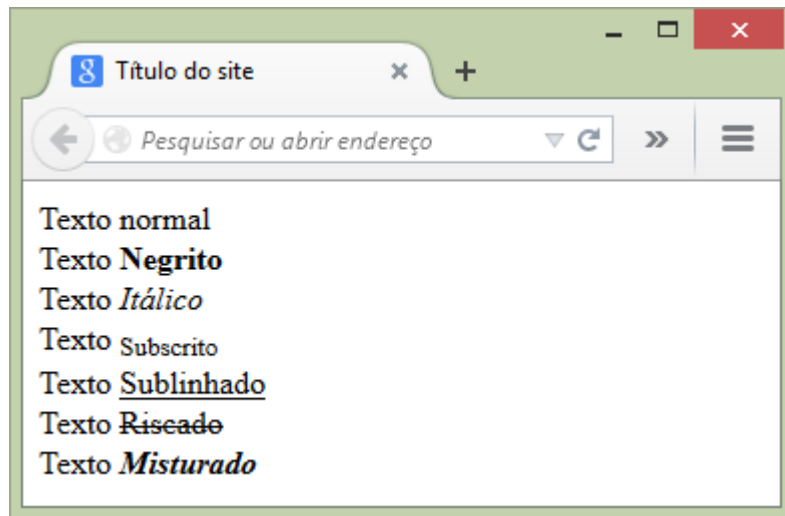 Título do site
Pesquisar ou abrir endereço
Texto normal
Texto Negrito
Texto Itálico
Texto Subscrito
Texto Sublinhado
Texto Riscado
Texto Misturado